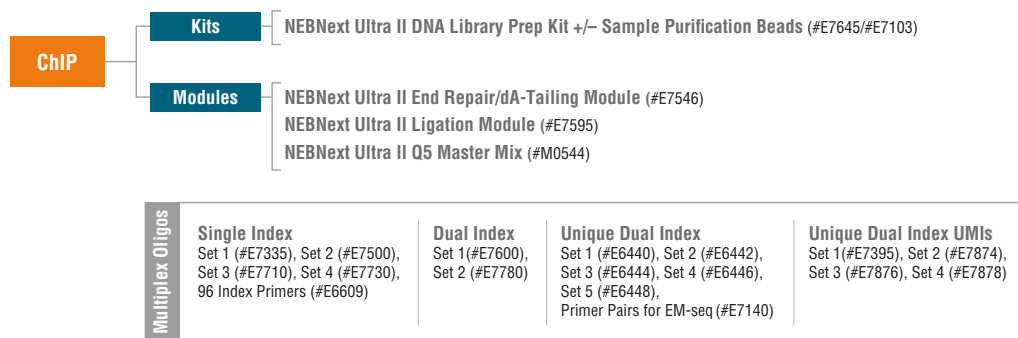 ChIP
Kits
NEBNext Ultra II DNA Library Prep Kit +/– Sample Purification Beads (#E7645/#E7103)
Modules
NEBNext Ultra II End Repair/dA-Tailing Module (#E7546)
NEBNext Ultra II Ligation Module (#E7595)
NEBNext Ultra II Q5 Master Mix (#M0544)
Multiplex Oligos
Single Index
Set 1 (#E7335), Set 2 (#E7500),
Set 3 (#E7710), Set 4 (#E7730),
96 Index Primers (#E6609)
Dual Index
Set 1(#E7600),
Set 2 (#E7780)
Unique Dual Index
Set 1 (#E6440), Set 2 (#E6442),
Set 3 (#E6444), Set 4 (#E6446),
Set 5 (#E6448),
Primer Pairs for EM-seq (#E7140)
Unique Dual Index UMIs
Set 1(#E7395), Set 2 (#E7874),
Set 3 (#E7876), Set 4 (#E7878)